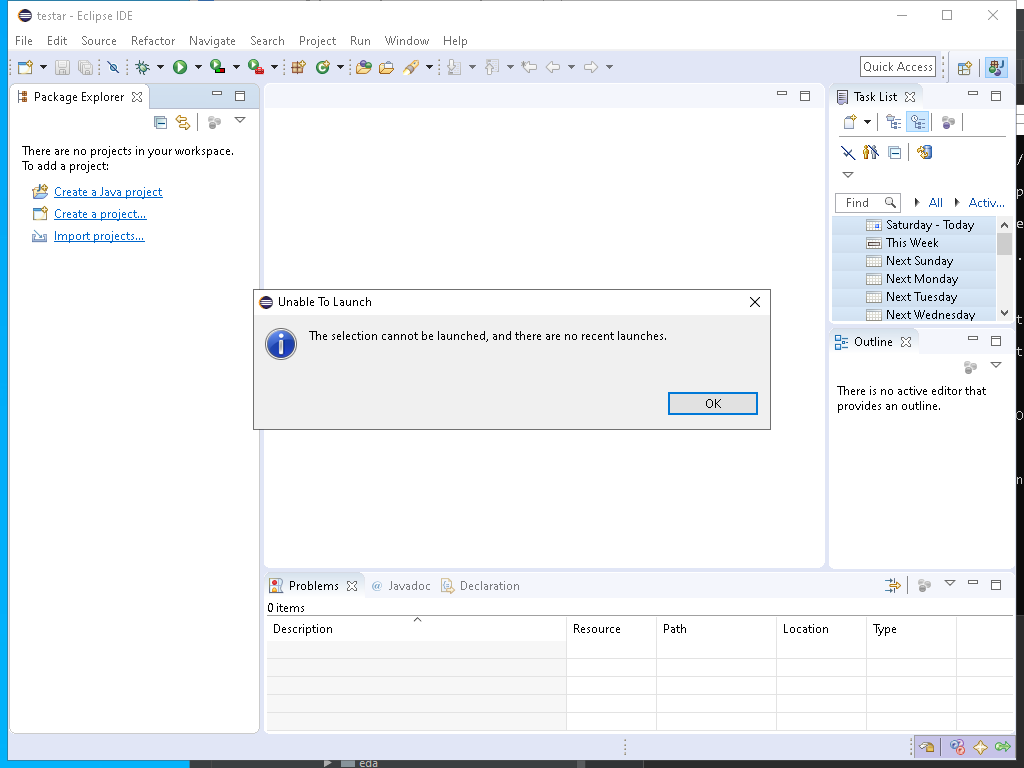 testar - Eclipse IDE
File Edit Source Refactor Navigate Search Project Run Window Help
Quick Access
Package Explorer
There are no projects in your workspace.
To add a project:
Create a Java project
Create a project...
Import projects...
Task List
Find
All
Activ...
Saturday - Today
This Week
Next Sunday
Next Monday
Next Tuesday
Next Wednesday
Unable To Launch
The selection cannot be launched, and there are no recent launches.
OK
Outline
There is no active editor that
provides an outline.
Problems
@ Javadoc
Declaration
0 items
Description Resource Path Location Type
eda